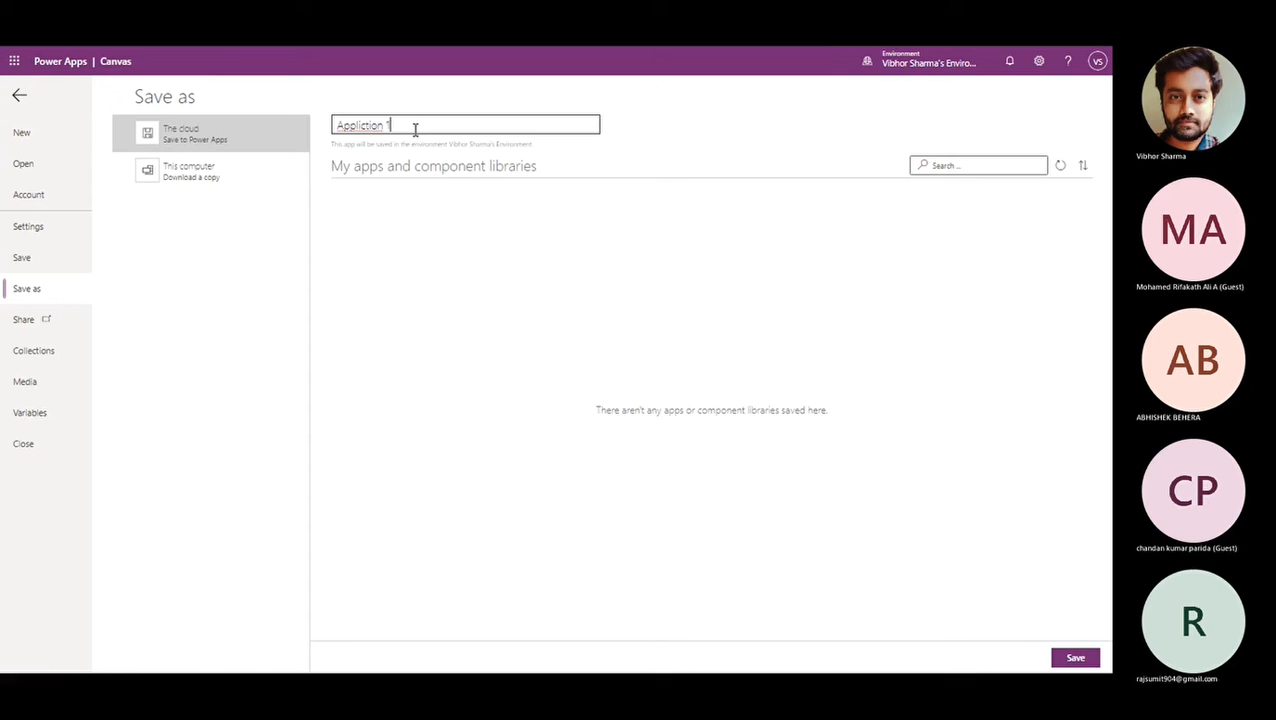 Power Apps | Canvas
Environment
Vibhor Sharma's Enviro...
?
VS
Save as
New
Open
Account
Settings
Save
Save as
Share
Collections
Media
Variables
Close
The cloud
Save to Power Apps
This computer
Download a copy
Appliction 1
This app will be saved in the environment Vibhor Sharma's Environment
My apps and component libraries
Search ...
There aren't any apps or component libraries saved here.
Save
Vibhor Sharma
MA
Mohamed Rifakath Ali A (Guest)
AB
ABHISHEK BEHERA
CP
chandan kumar parida (Guest)
R
rajsumit904@gmail.com